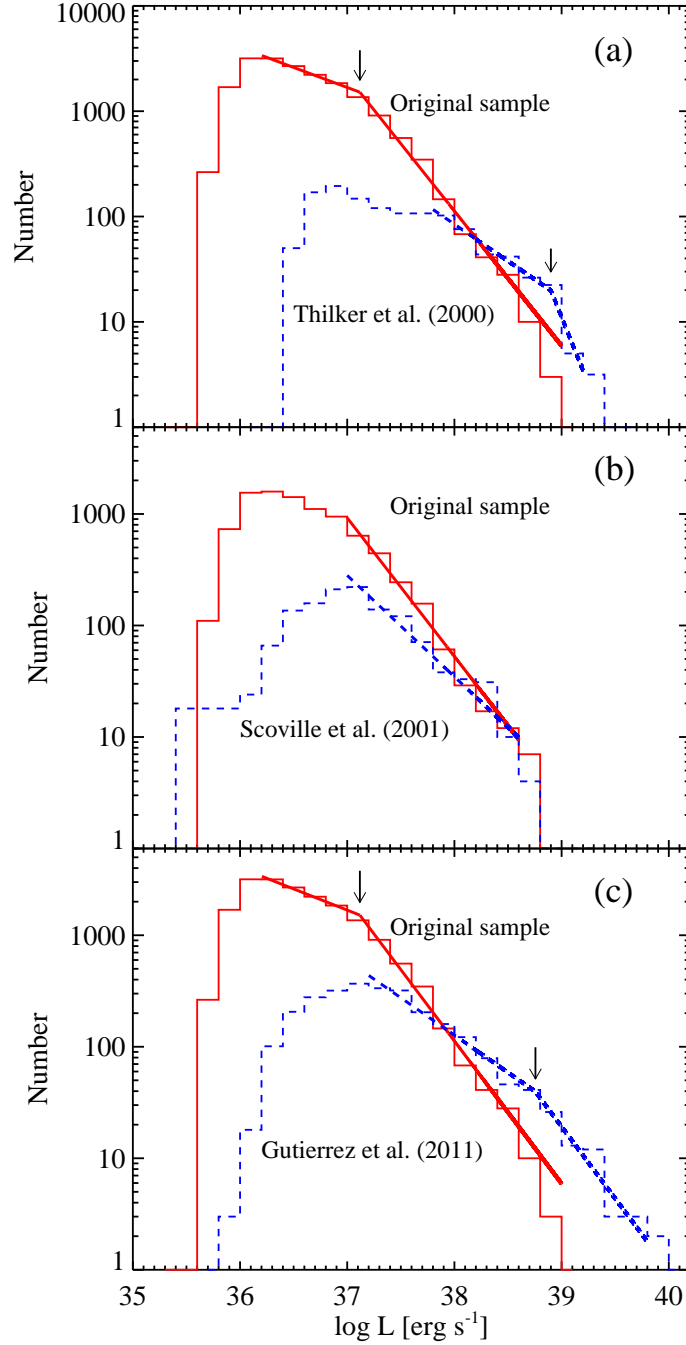 10000
(a)
Original sample
1000
Number
100
Thilker et al. (2000)
10
1
(b)
Original sample
1000
Number
100
Scoville et al. (2001)
10
1
(c)
Original sample
1000
Number
100
Gutierrez et al. (2011)
10
1
35 36 37 38 39 40
log L [erg s⁻¹]